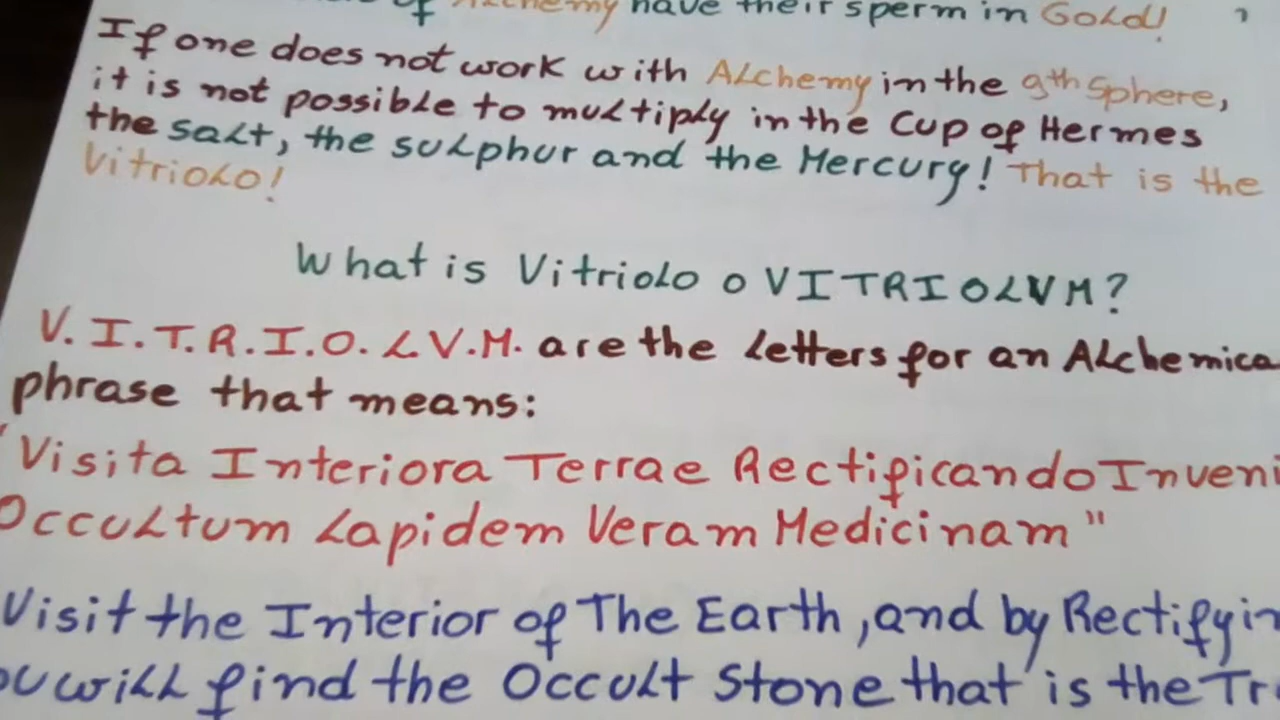 of Alchemy have their sperm in Gold!
If one does not work with Alchemy in the 9th Sphere,
it is not possible to multiply in the Cup of Hermes
the salt, the sulphur and the Mercury! That is the
Vitriolo!
What is Vitriolo o VITRIOLVM?
V.I.T.R.I.O.L.V.M. are the letters for an Alchemica
phrase that means:
"Visita Interiora Terrae Rectificando Inveni
Occultum Lapidem Veram Medicinam"
Visit the Interior of The Earth, and by Rectifyin
ou will find the Occult Stone that is the Tr